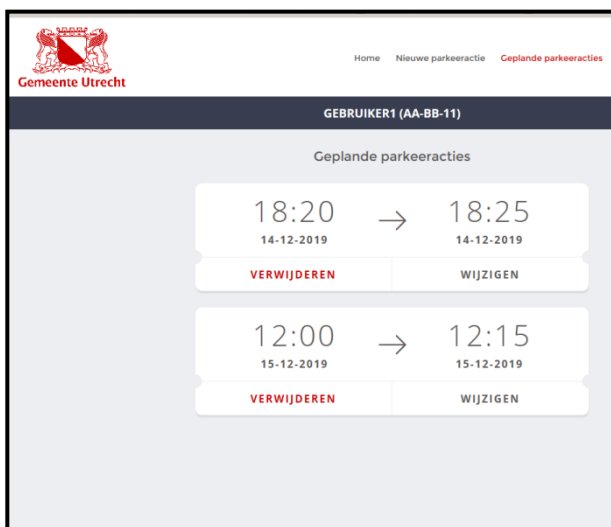 Gemeente Utrecht
Home Nieuwe parkeeractie Geplande parkeeracties
GEBRUIKER1 (AA-BB-11)
Geplande parkeeracties
18:20 → 18:25
14-12-2019 14-12-2019
VERWIJDEREN WIJZIGEN
12:00 → 12:15
15-12-2019 15-12-2019
VERWIJDEREN WIJZIGEN